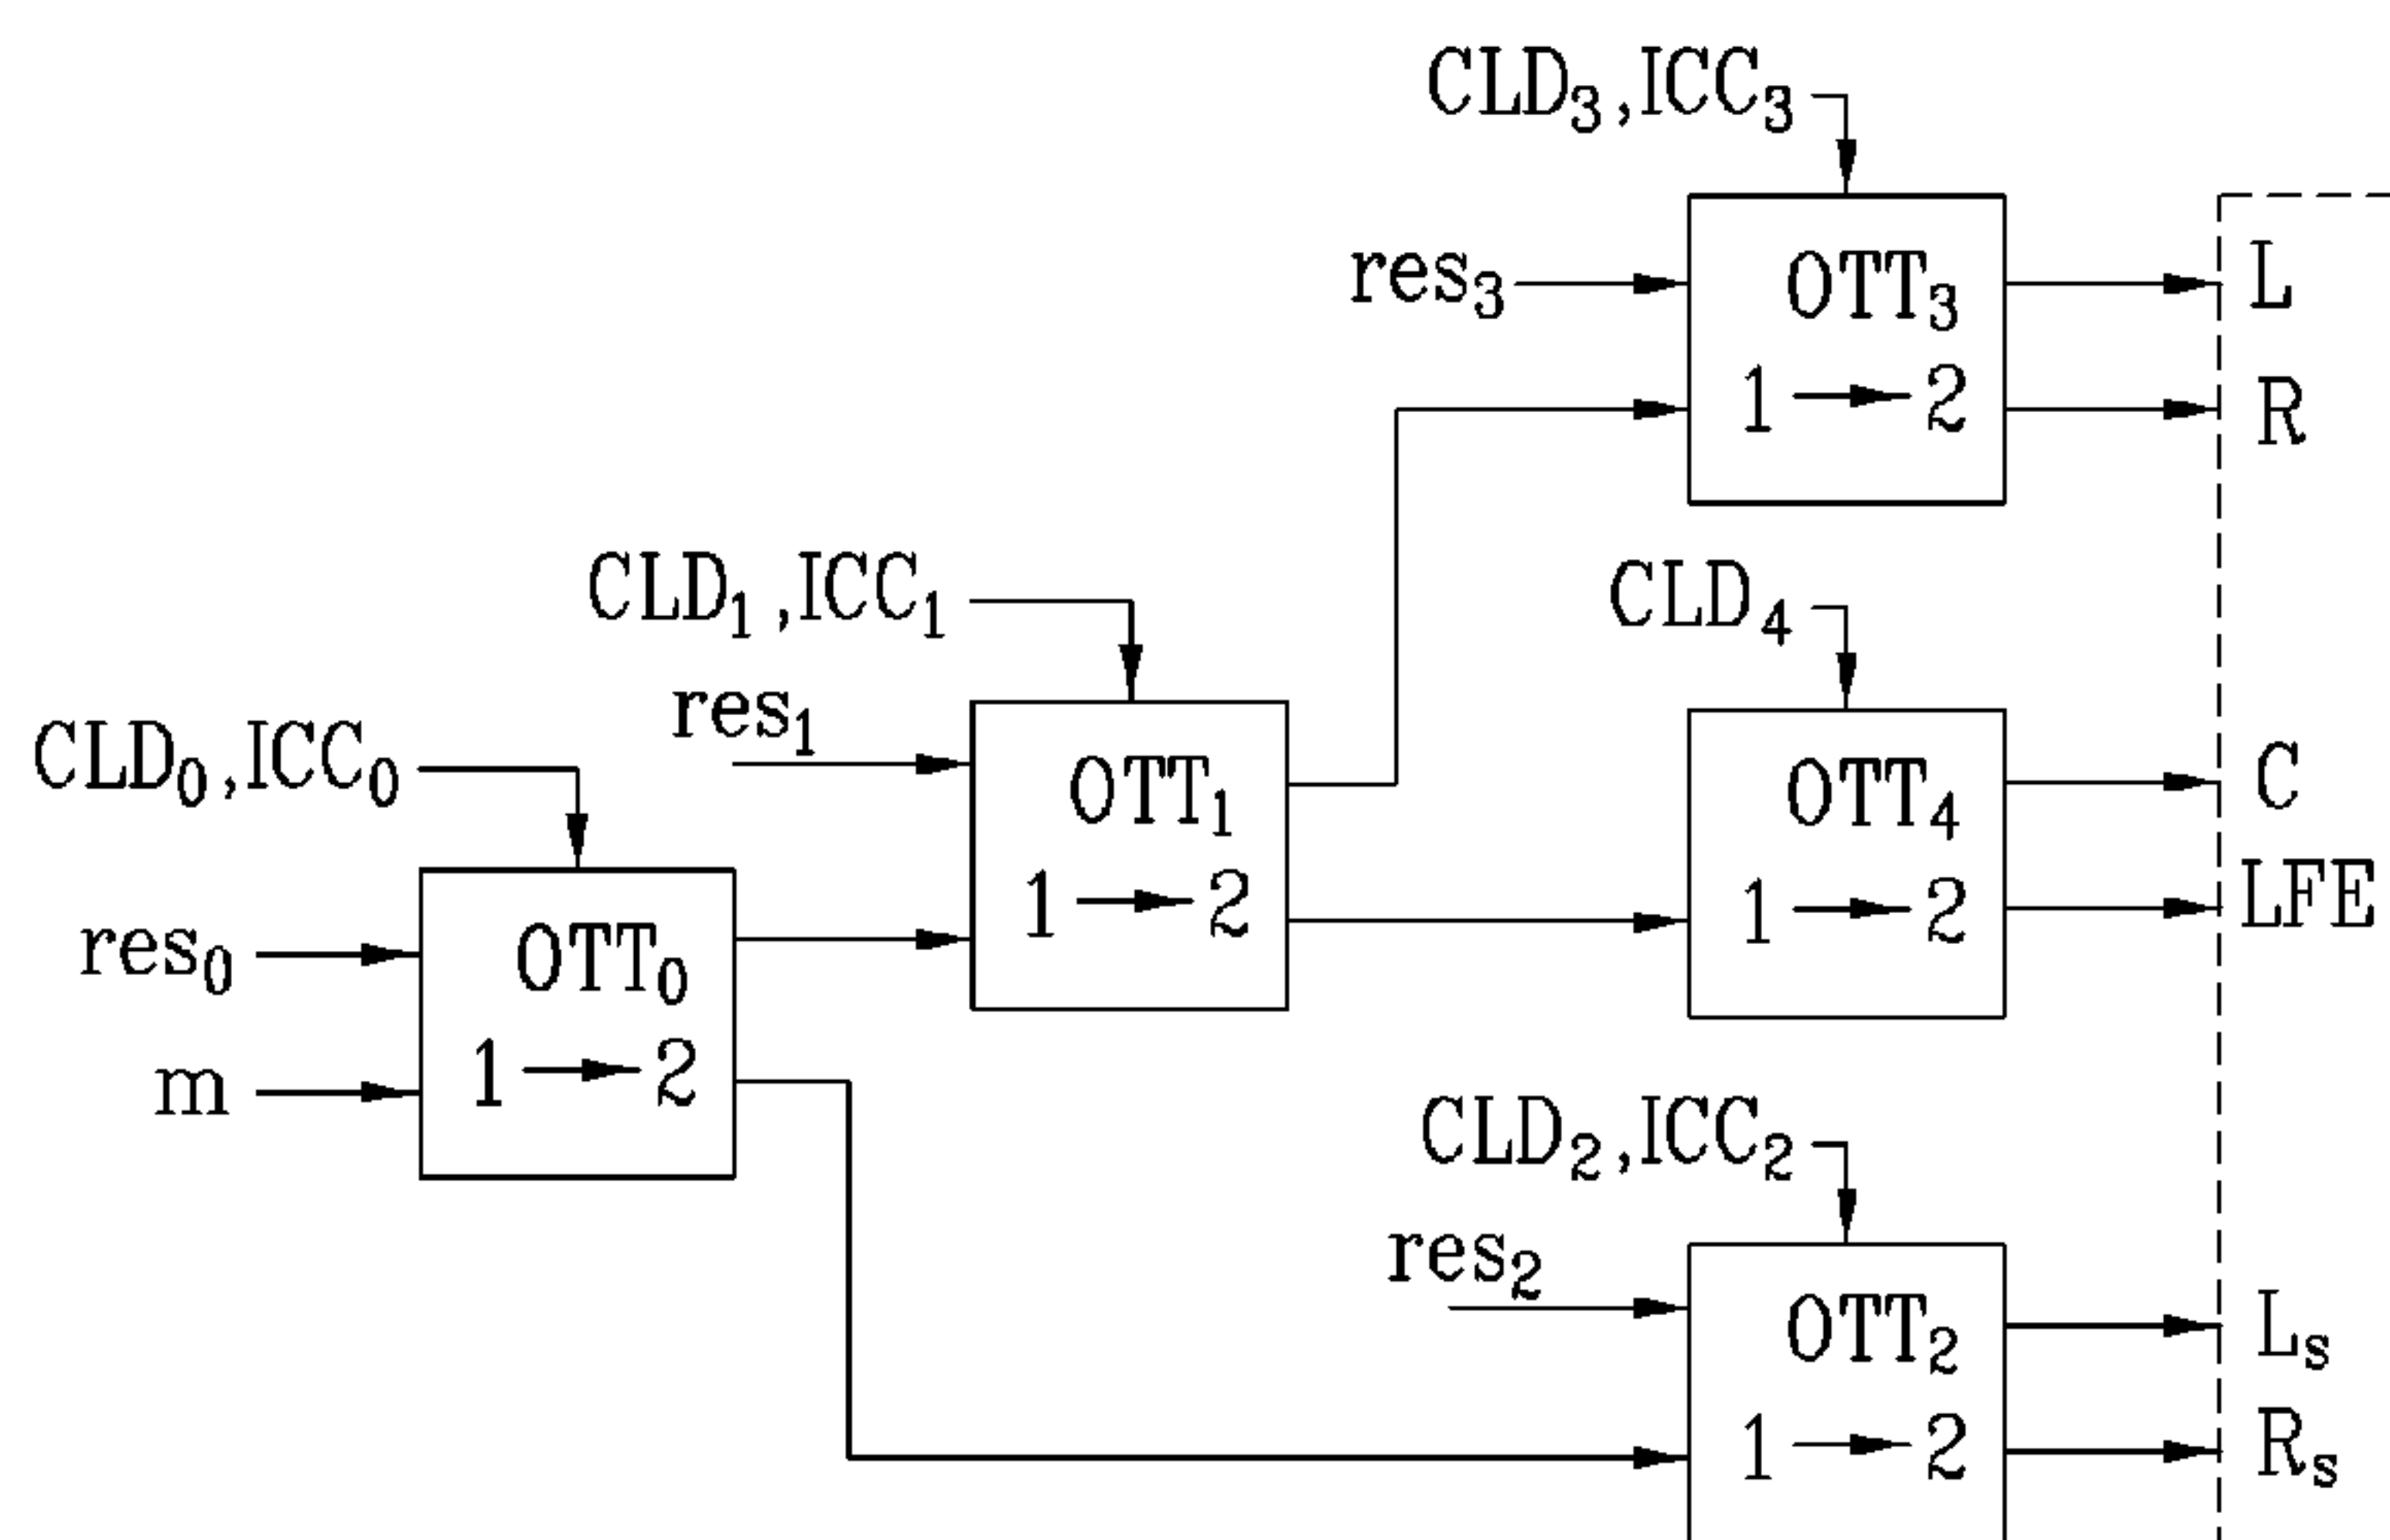 CLD₃,ICC₃
res₃
OTT₃
1 → 2
L
R
CLD₁,ICC₁
res₁
OTT₁
1 → 2
CLD₄
OTT₄
1 → 2
C
LFE
CLD₀,ICC₀
res₀
m
OTT₀
1 → 2
CLD₂,ICC₂
res₂
OTT₂
1 → 2
Lₛ
Rₛ